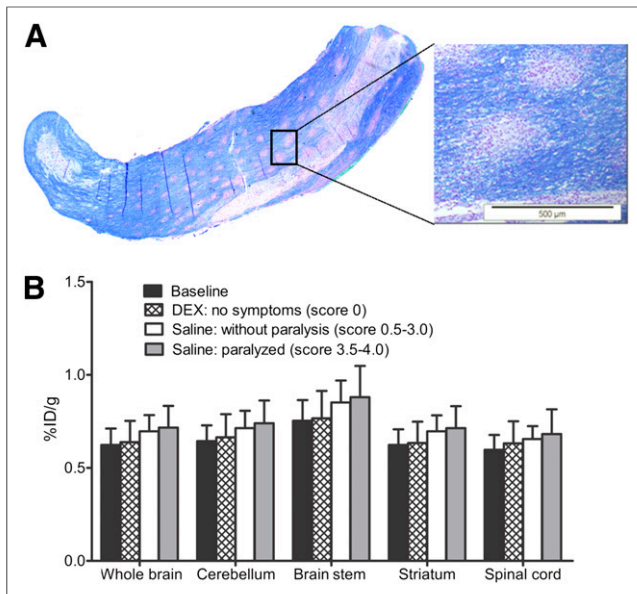 A
500 µm
B
Baseline
DEX: no symptoms (score 0)
Saline: without paralysis (score 0.5-3.0)
Saline: paralyzed (score 3.5-4.0)
%ID/g
1.5
1.0
0.5
0.0
Whole brain Cerebellum Brain stem Striatum Spinal cord